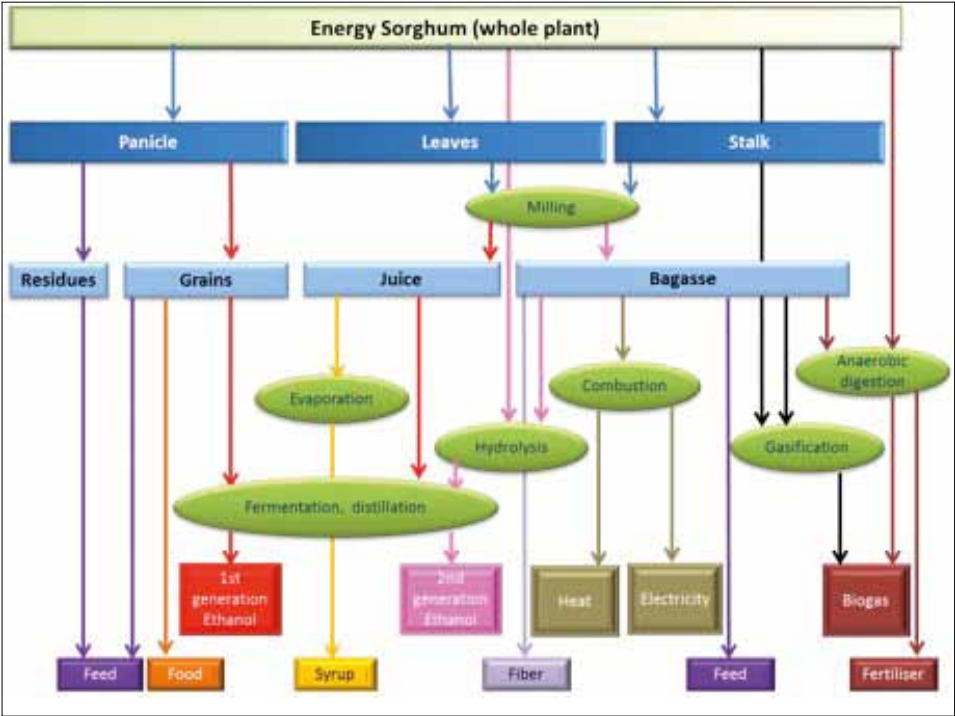 Energy Sorghum (whole plant)
Panicle
Leaves
Stalk
Milling
Residues
Grains
Juice
Bagasse
Anaerobic
digestion
Combustion
Evaporation
Hydrolysis
Gasification
Fermentation, distillation
1st
generation
Ethanol
2nd
generation
Ethanol
Heat
Electricity
Biogas
Feed
Food
Syrup
Fiber
Feed
Fertiliser